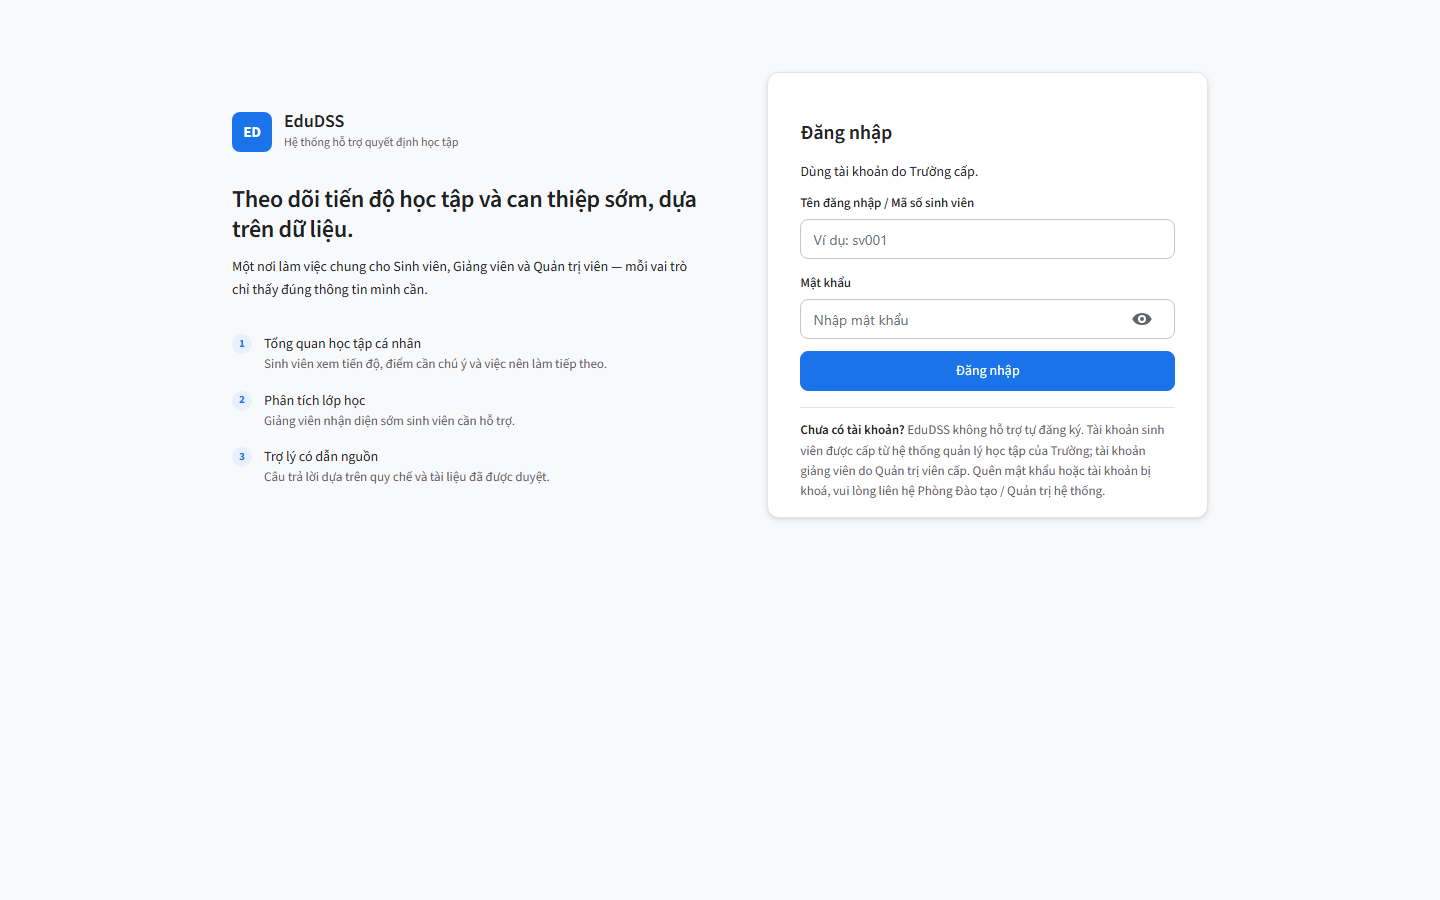 ED
EduDSS
Hệ thống hỗ trợ quyết định học tập
Theo dõi tiến độ học tập và can thiệp sớm, dựa
trên dữ liệu.
Một nơi làm việc chung cho Sinh viên, Giảng viên và Quản trị viên — mỗi vai trò
chỉ thấy đúng thông tin mình cần.
1
Tổng quan học tập cá nhân
Sinh viên xem tiến độ, điểm cần chú ý và việc nên làm tiếp theo.
2
Phân tích lớp học
Giảng viên nhận diện sớm sinh viên cần hỗ trợ.
3
Trợ lý có dẫn nguồn
Câu trả lời dựa trên quy chế và tài liệu đã được duyệt.
Đăng nhập
Dùng tài khoản do Trường cấp.
Tên đăng nhập / Mã số sinh viên
Ví dụ: sv001
Mật khẩu
Nhập mật khẩu
Đăng nhập
Chưa có tài khoản? EduDSS không hỗ trợ tự đăng ký. Tài khoản sinh
viên được cấp từ hệ thống quản lý học tập của Trường; tài khoản
giảng viên do Quản trị viên cấp. Quên mật khẩu hoặc tài khoản bị
khoá, vui lòng liên hệ Phòng Đào tạo / Quản trị hệ thống.